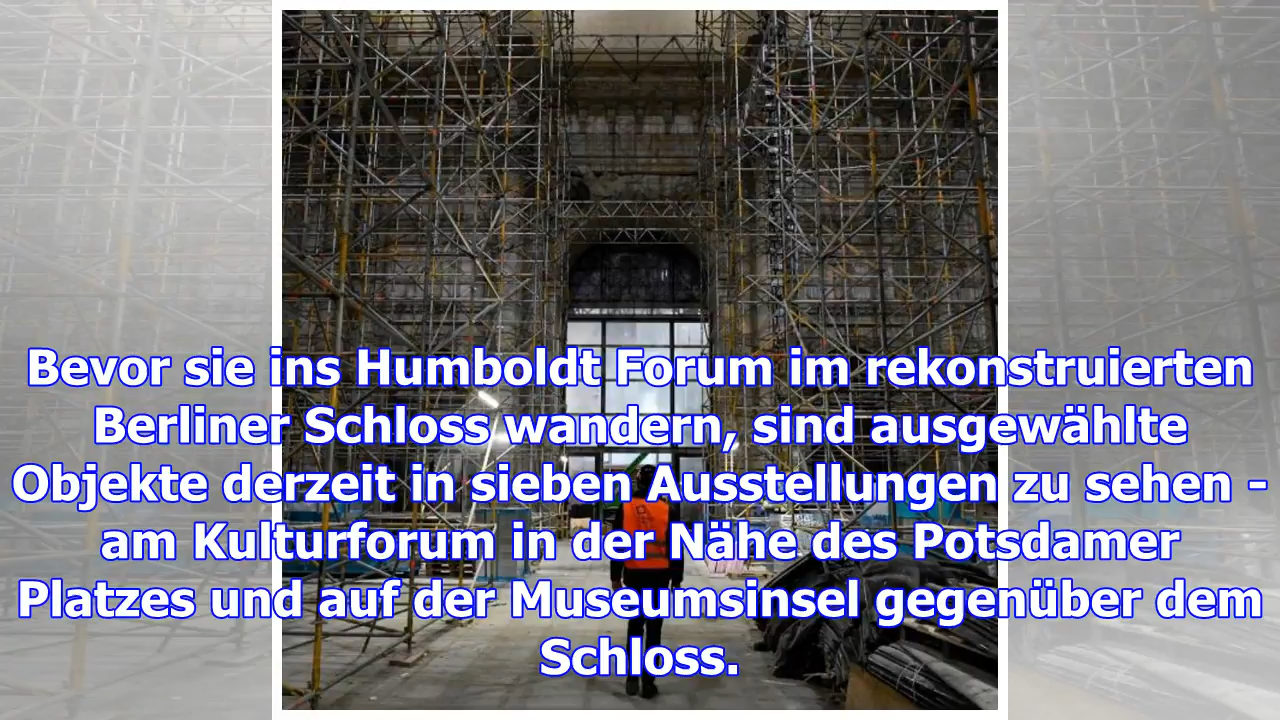 Bevor sie ins Humboldt Forum im rekonstruierten
Berliner Schloss wandern, sind ausgewählte
Objekte derzeit in sieben Ausstellungen zu sehen -
am Kulturforum in der Nähe des Potsdamer
Platzes und auf der Museumsinsel gegenüber dem
Schloss.